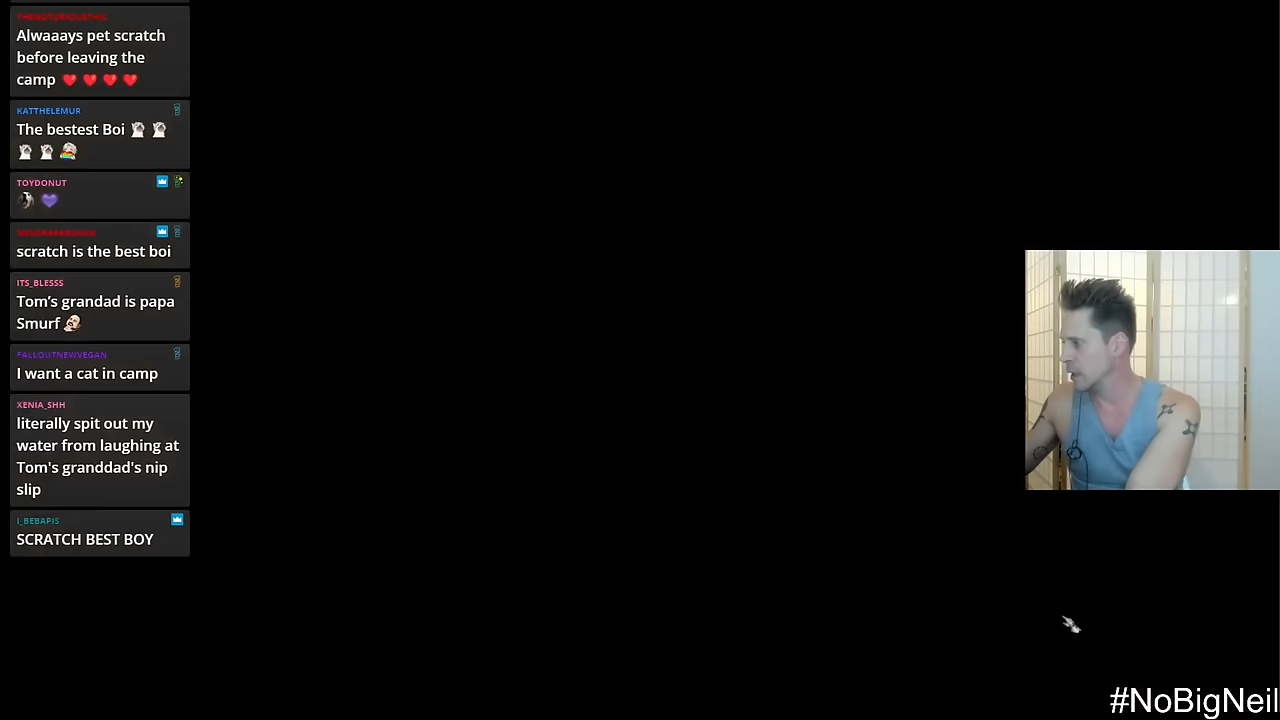 Alwaaays pet scratch
before leaving the
camp
KATTHELEMUR
The bestest Boi
TOYDONUT
scratch is the best boi
ITS_BLESSS
Tom's grandad is papa
Smurf
FALLOUTNEWVEGAN
I want a cat in camp
XENIA_SHH
literally spit out my
water from laughing at
Tom's granddad's nip
slip
I_BEBAPIS
SCRATCH BEST BOY
#NoBigNeil